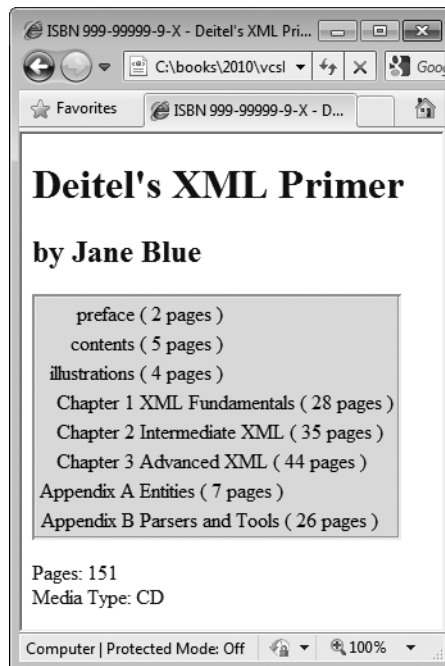 ISBN 999-99999-9-X - Deitel's XML Pri...
C:\books\2010\vcsl
Favorites
ISBN 999-99999-9-X - D...
Deitel's XML Primer
by Jane Blue
preface ( 2 pages )
contents ( 5 pages )
illustrations ( 4 pages )
Chapter 1 XML Fundamentals ( 28 pages )
Chapter 2 Intermediate XML ( 35 pages )
Chapter 3 Advanced XML ( 44 pages )
Appendix A Entities ( 7 pages )
Appendix B Parsers and Tools ( 26 pages )
Pages: 151
Media Type: CD
Computer | Protected Mode: Off 100%